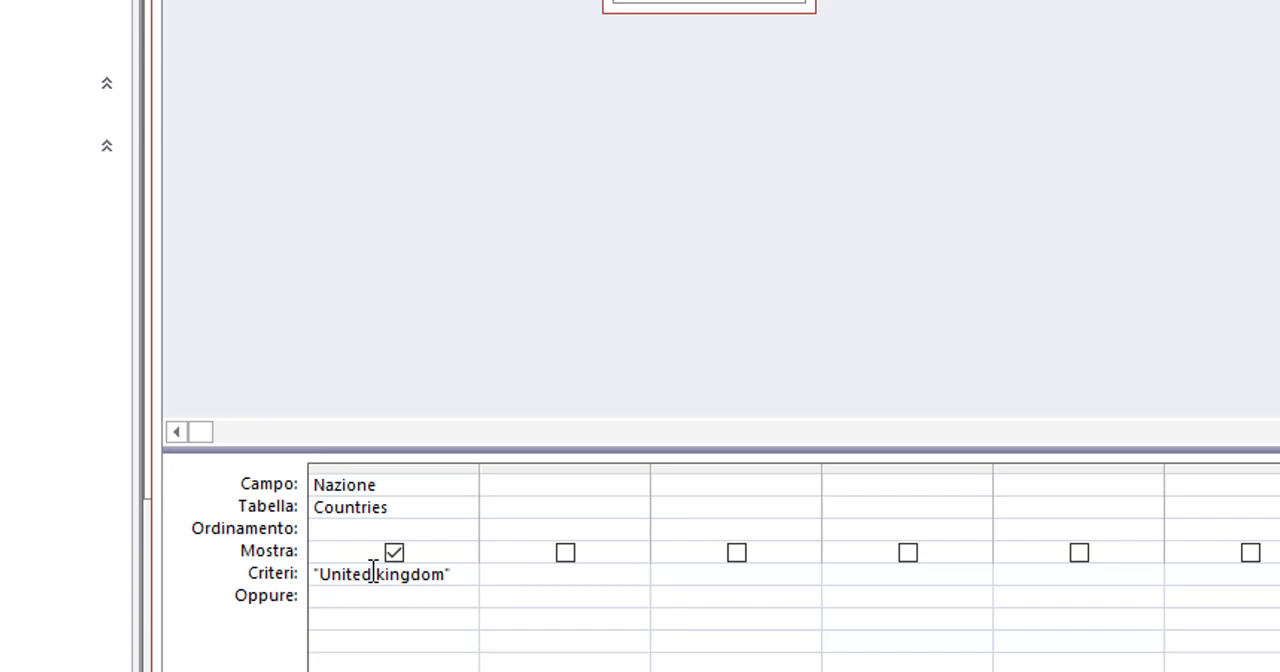 Campo: Nazione
Tabella: Countries
Ordinamento:
Mostra:
Criteri: "United kingdom"
Oppure: